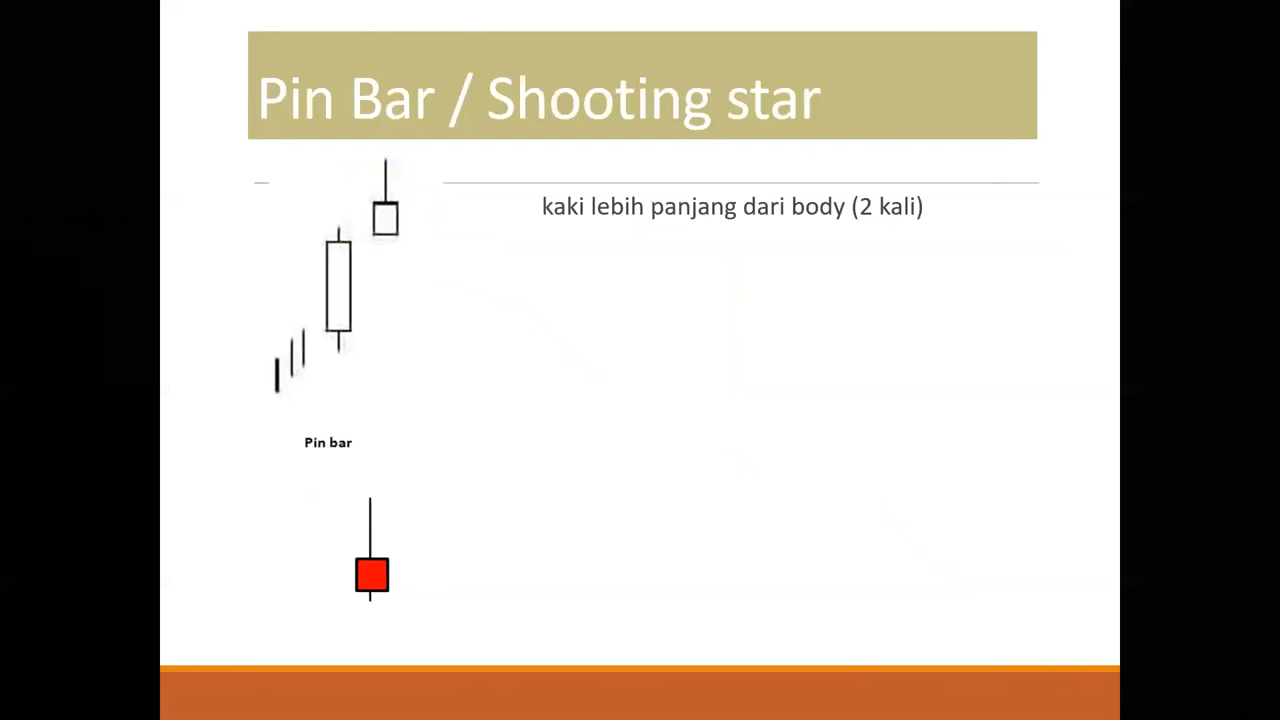 Pin Bar / Shooting star
kaki lebih panjang dari body (2 kali)
Pin bar